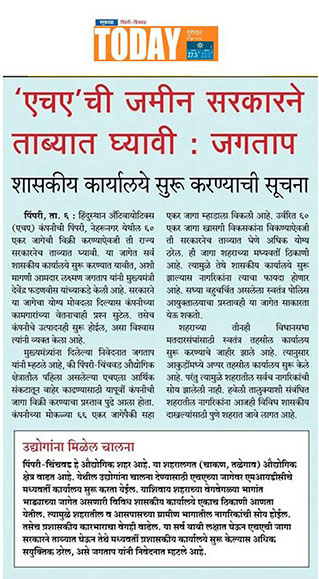 सकाळ
पिंपरी-चिंचवड
TODAY
गुरुवार
27.5°
‘एचए’ची जमीन सरकारने
ताब्यात घ्यावी : जगताप
शासकीय कार्यालये सुरू करण्याची सूचना
पिंपरी, ता. ६ : हिंदुस्थान अँटिबायोटिक्स
(एचए) कंपनीची पिंपरी, नेहरूनगर येथील ६०
एकर जागेची विक्री करण्याऐवजी ती राज्य
सरकारनेच ताब्यात घ्यावी. या जागेत सर्व
शासकीय कार्यालये सुरू करण्यात यावीत, अशी
मागणी आमदार लक्ष्मण जगताप यांनी मुख्यमंत्री
देवेंद्र फडणवीस यांच्याकडे केली आहे. सरकारने
या जागेचा योग्य मोबदला दिल्यास कंपनीच्या
कामगारांच्या वेतनाचाही प्रश्न सुटेल. तसेच
कंपनीचे उत्पादनही सुरू होईल, असा विश्वास
त्यांनी व्यक्त केला आहे.
मुख्यमंत्र्यांना दिलेल्या निवेदनात जगताप
यांनी म्हटले आहे, की पिंपरी-चिंचवड औद्योगिक
क्षेत्रातील पहिला असलेल्या एचएला आर्थिक
संकटातून बाहेर काढण्यासाठी यापूर्वी कंपनीची
जागा विक्री करण्याचा प्रस्ताव पुढे आला होता.
कंपनीच्या मोकळ्या ६६ एकर जागेपैकी सहा
एकर जागा म्हाडाला विकली आहे. उर्वरित ६०
एकर जागा खासगी विकसकांना विकण्याऐवजी
ती सरकारनेच ताब्यात घेणे अधिक योग्य
ठरेल. ही जागा शहराच्या मध्यवर्ती ठिकाणी
आहे. त्यामुळे तेथे शासकीय कार्यालये सुरू
झाल्यास नागरिकांना त्याचा फायदा होणार
आहे. सध्या बहुचर्चित असलेल्या स्वतंत्र पोलिस
आयुक्तालयाचा प्रस्तावही या जागेत साकारता
येऊ शकतो.
शहराच्या तीनही विधानसभा
मतदारसंघांसाठी स्वतंत्र तहसील कार्यालय
सुरू करण्याचे जाहीर झाले आहे. त्यानुसार
आकुर्डीमध्ये अप्पर तहसील कार्यालय सुरू केले
आहे. परंतु त्यामुळे शहरातील सर्वच नागरिकांची
सोय झालेली नाही. हवेली तालुक्याशी संबंधित
शहरातील नागरिकांना आजही विविध शासकीय
दाखल्यांसाठी पुणे शहरात जावे लागत आहे.
उद्योगांना मिळेल चालना
पिंपरी-चिंचवड हे औद्योगिक शहर आहे. या शहरालगत (चाकण, तळेगाव) औद्योगिक
क्षेत्र वाढत आहे. येथील उद्योगांना चालना देण्यासाठी एचएच्या जागेवर एमआयडीसीचे
मध्यवर्ती कार्यालय सुरू करता येईल. याशिवाय शहराच्या वेगवेगळ्या भागांत
भाड्याच्या जागेत असणारी विविध शासकीय कार्यालये एकाच ठिकाणी आणता
येतील. त्यामुळे शहरातील व आसपासच्या ग्रामीण भागातील नागरिकांची सोय होईल.
तसेच प्रशासकीय कारभाराचा वेगही वाढेल. या सर्व बाबी लक्षात घेऊन एचएची जागा
सरकारने ताब्यात घेऊन तेथे मध्यवर्ती प्रशासकीय कार्यालये सुरू केल्यास अधिक
सयुक्तिक ठरेल, असे जगताप यांनी निवेदनात म्हटले आहे.